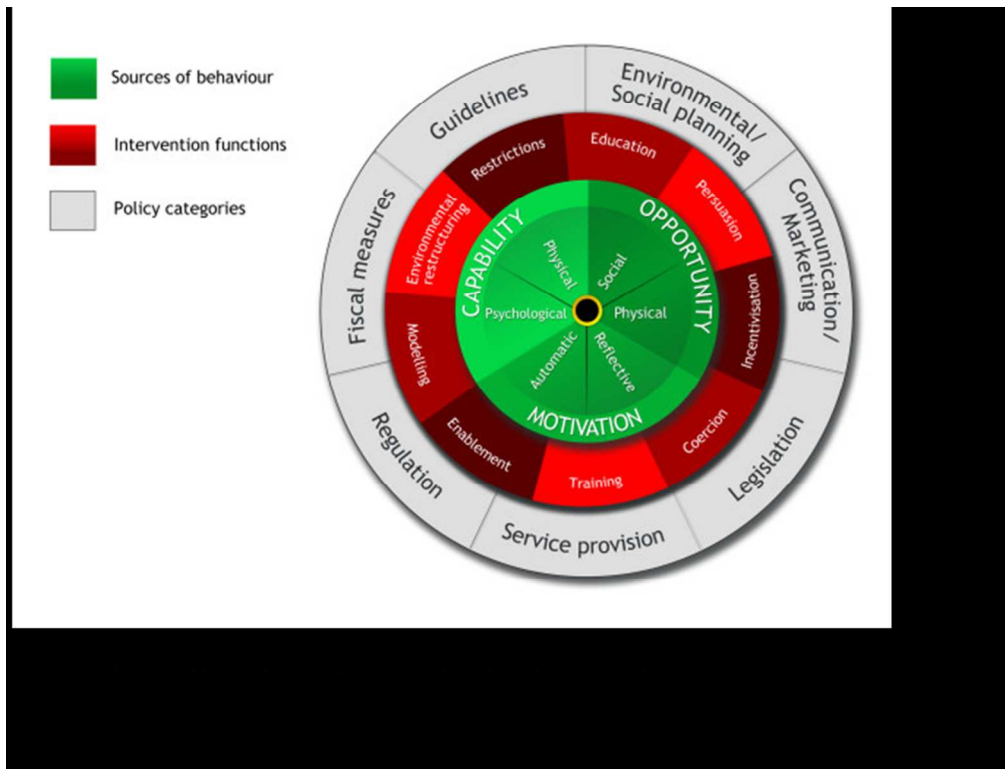 Sources of behaviour
Intervention functions
Policy categories
Environmental/
Social planning
Communication/
Marketing
Legislation
Service provision
Regulation
Fiscal measures
Guidelines
Education
Persuasion
Incentivisation
Coercion
Training
Enablement
Modelling
Environmental
restructuring
Restrictions
CAPABILITY
OPPORTUNITY
MOTIVATION
Physical
Social
Psychological
Physical
Automatic
Reflective